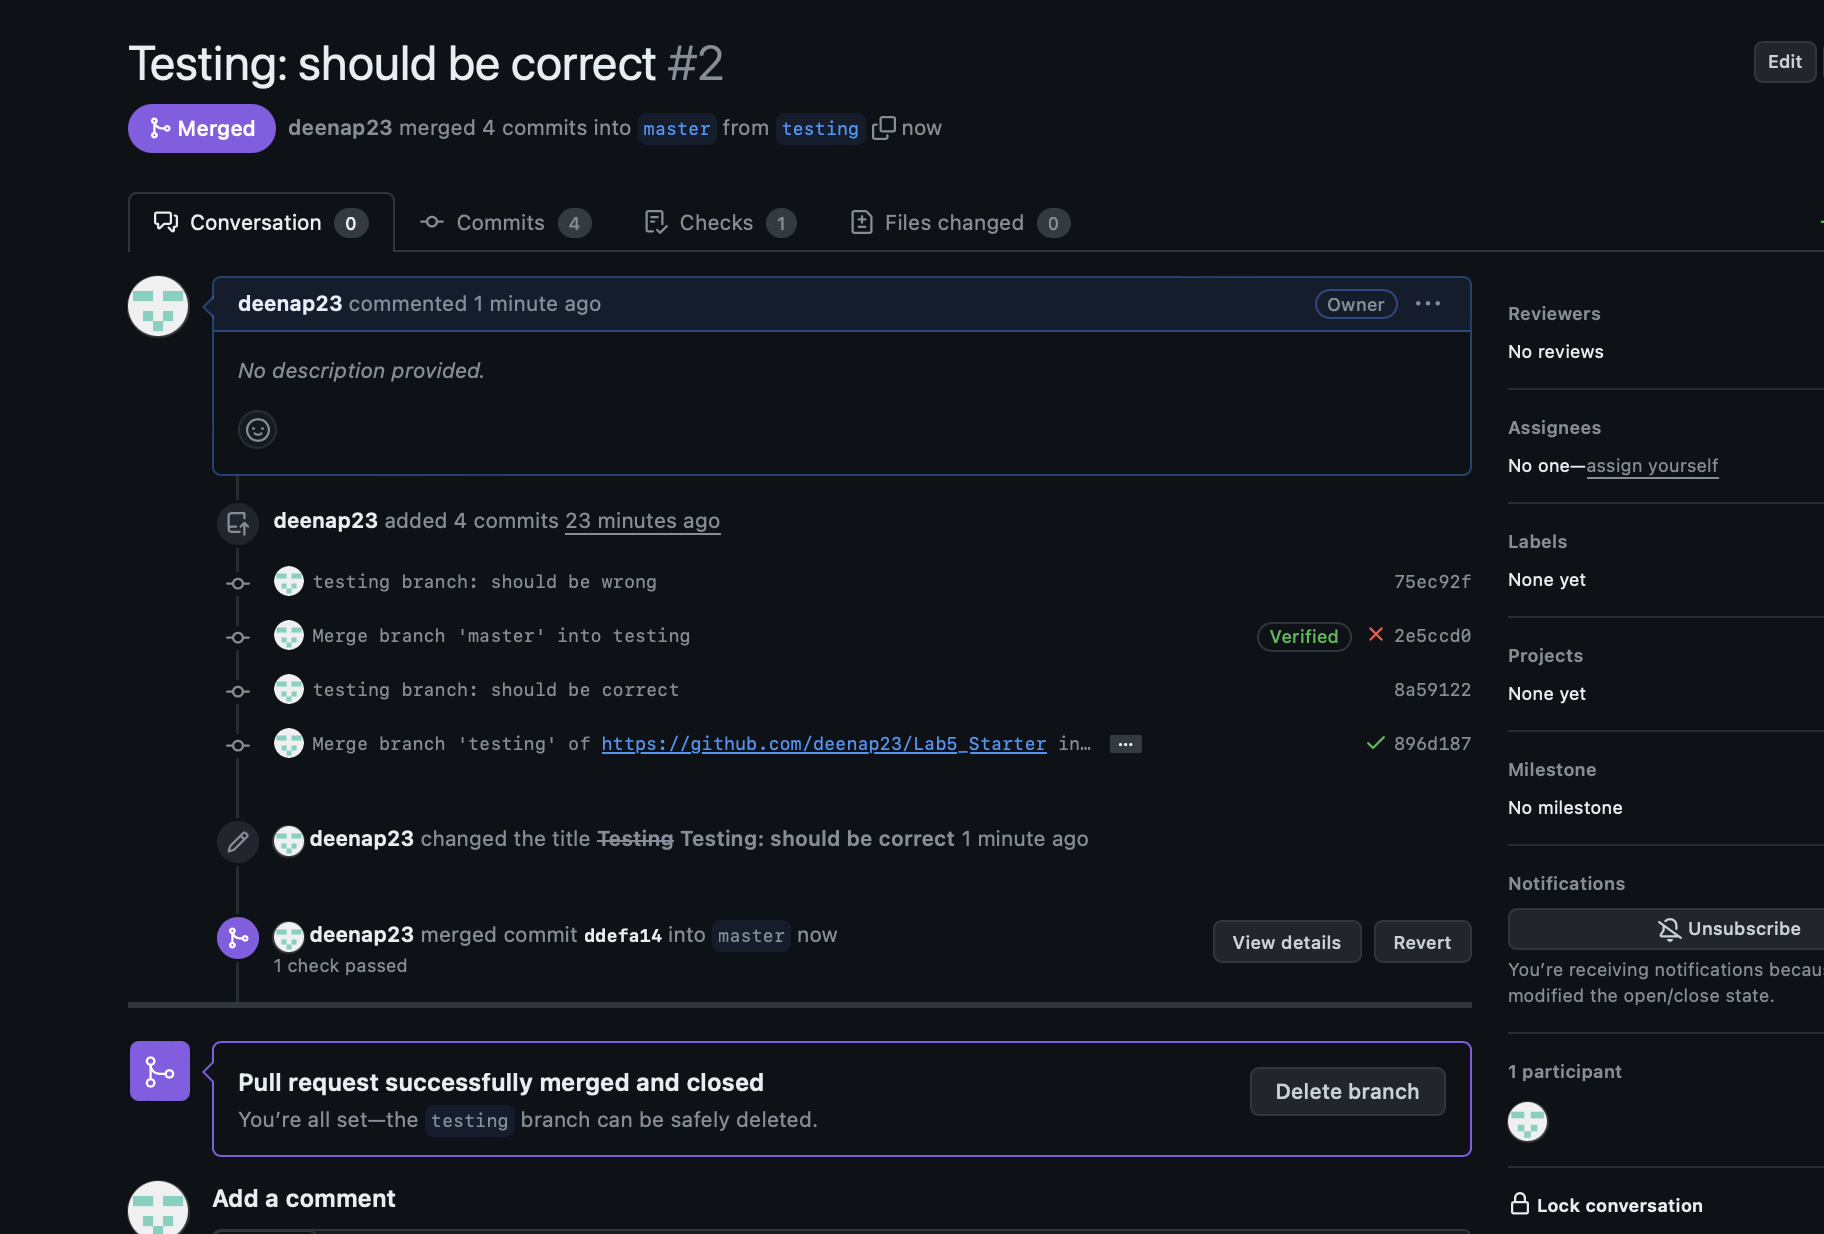 Testing: should be correct #2
Edit
Merged deenap23 merged 4 commits into master from testing now
Conversation 0 Commits 4 Checks 1 Files changed 0
deenap23 commented 1 minute ago Owner ...
No description provided.
deenap23 added 4 commits 23 minutes ago
testing branch: should be wrong 75ec92f
Merge branch 'master' into testing Verified 2e5ccd0
testing branch: should be correct 8a59122
Merge branch 'testing' of https://github.com/deenap23/Lab5_Starter in… ... 896d187
deenap23 changed the title Testing Testing: should be correct 1 minute ago
deenap23 merged commit ddefa14 into master now
1 check passed
View details Revert
Pull request successfully merged and closed
You're all set—the testing branch can be safely deleted.
Delete branch
Add a comment
Reviewers
No reviews
Assignees
No one—assign yourself
Labels
None yet
Projects
None yet
Milestone
No milestone
Notifications
Unsubscribe
You're receiving notifications becau
modified the open/close state.
1 participant
Lock conversation